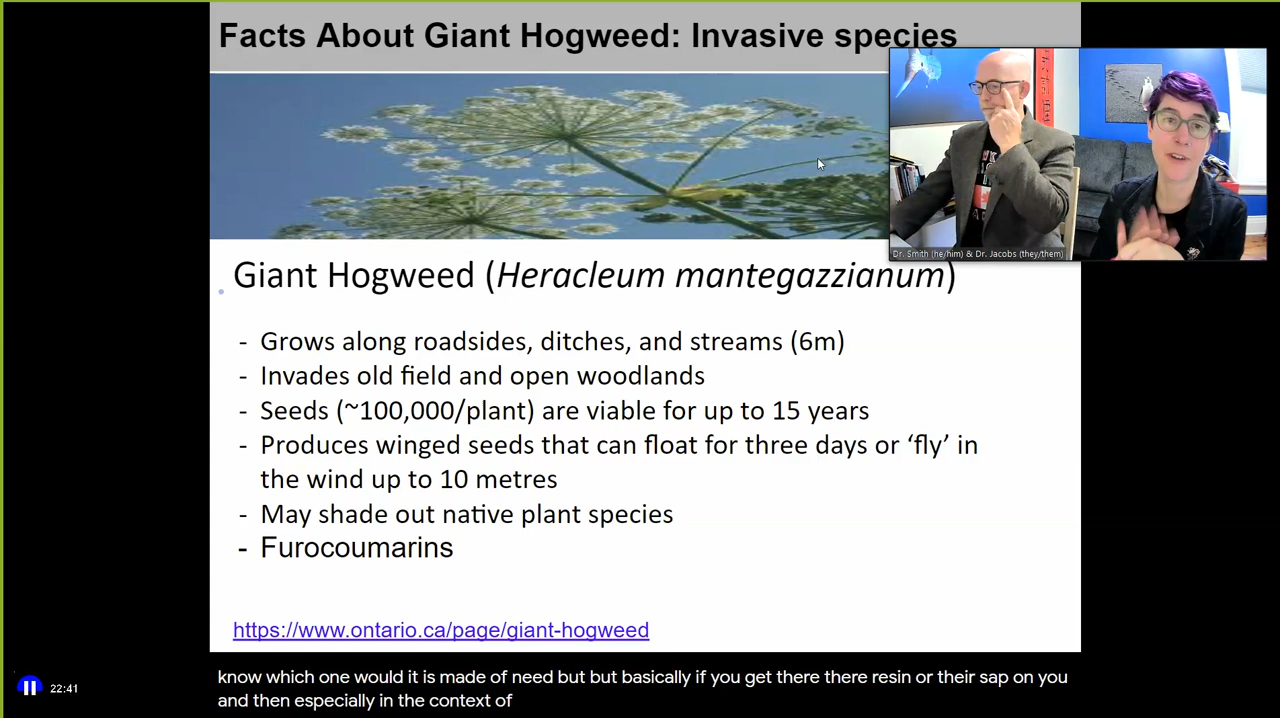 Facts About Giant Hogweed: Invasive species
Dr. Smith (he/him) & Dr. Jacobs (they/them)
Giant Hogweed (Heracleum mantegazzianum)
- Grows along roadsides, ditches, and streams (6m)
- Invades old field and open woodlands
- Seeds (~100,000/plant) are viable for up to 15 years
- Produces winged seeds that can float for three days or ‘fly’ in
the wind up to 10 metres
- May shade out native plant species
- Furocoumarins
https://www.ontario.ca/page/giant-hogweed
know which one would it is made of need but but basically if you get there there resin or their sap on you
and then especially in the context of
22:41